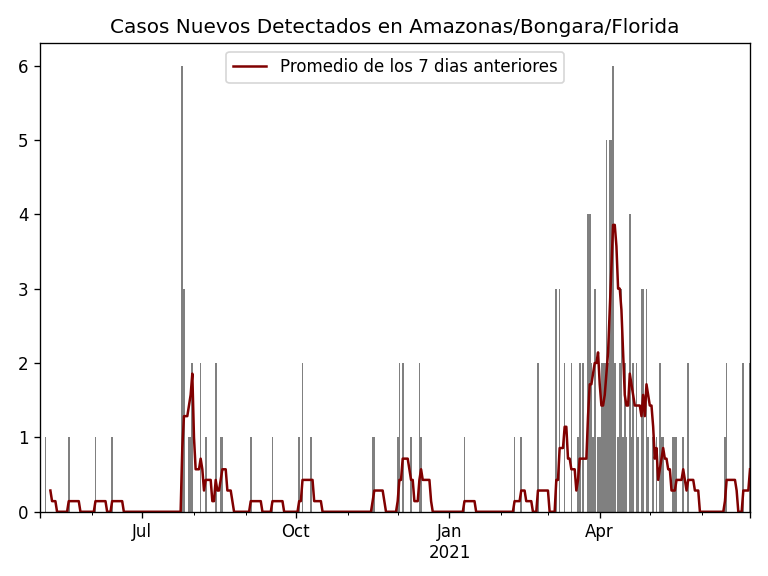 Casos Nuevos Detectados en Amazonas/Bongara/Florida
Promedio de los 7 dias anteriores
6
5
4
3
2
1
0
Jul
Oct
Jan
2021
Apr